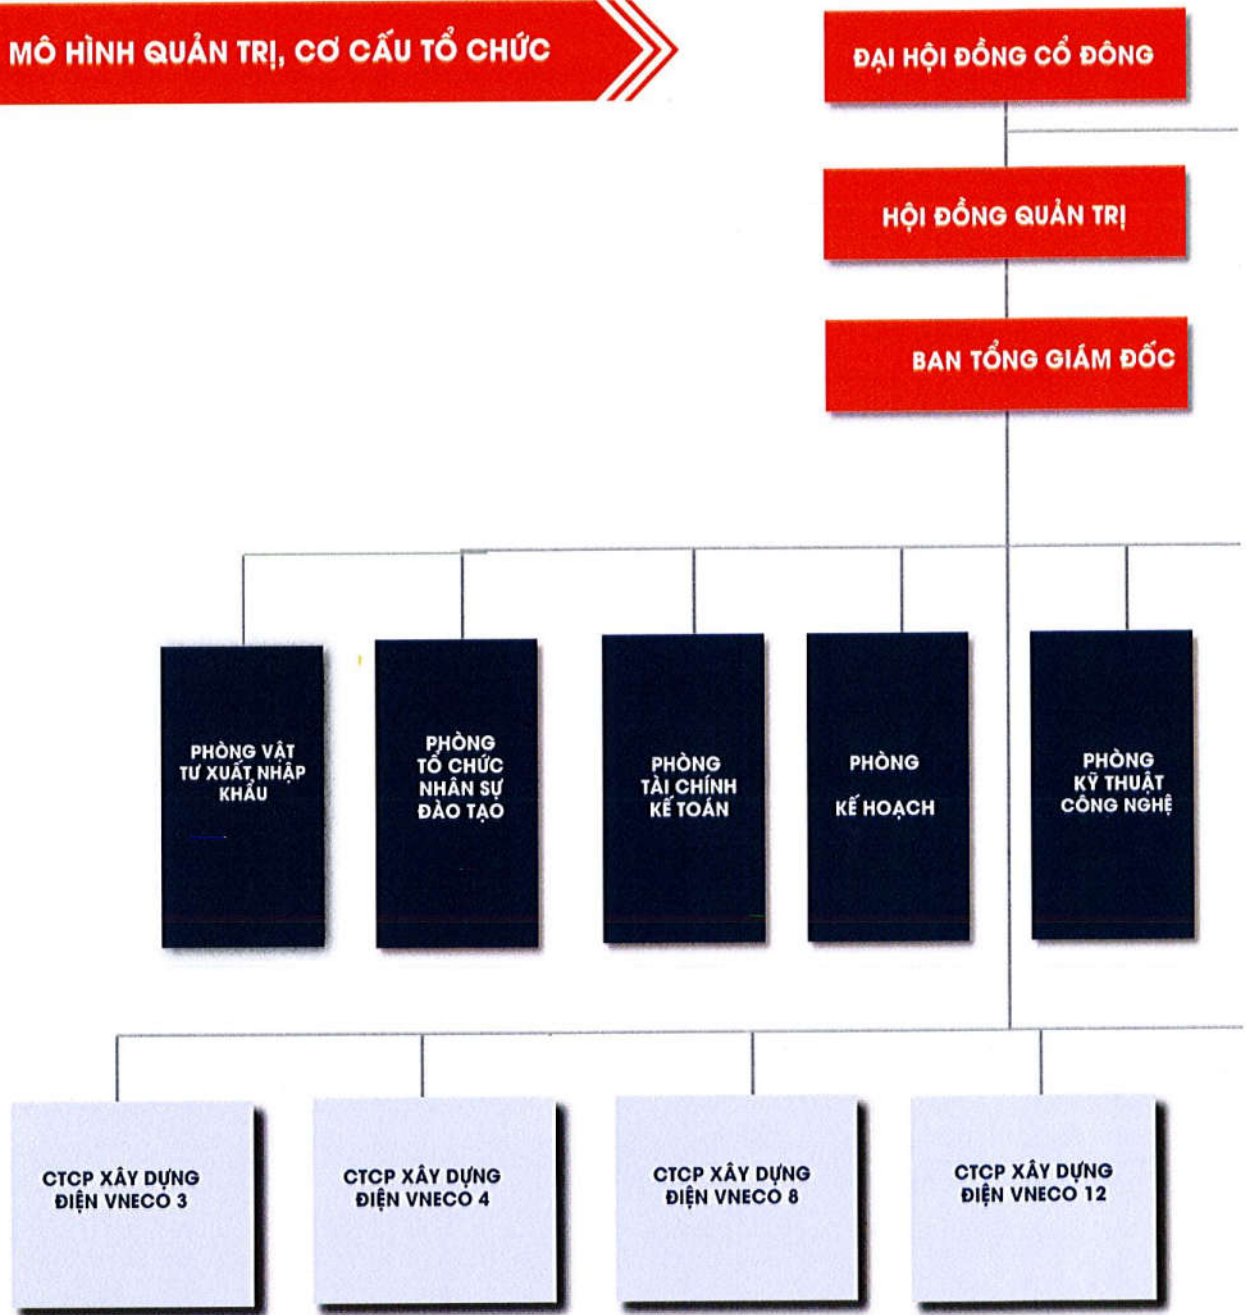 MÔ HÌNH QUẢN TRỊ, CƠ CẤU TỔ CHỨC
ĐẠI HỘI ĐỒNG CỔ ĐÔNG
HỘI ĐỒNG QUẢN TRỊ
BAN TỔNG GIÁM ĐỐC
PHÒNG VẬT
TƯ XUẤT NHẬP
KHẨU
PHÒNG
TỔ CHỨC
NHÂN SỰ
ĐÀO TẠO
PHÒNG
TÀI CHÍNH
KẾ TOÁN
PHÒNG
KẾ HOẠCH
PHÒNG
KỸ THUẬT
CÔNG NGHỆ
CTCP XÂY DỰNG
ĐIỆN VNECO 3
CTCP XÂY DỰNG
ĐIỆN VNECO 4
CTCP XÂY DỰNG
ĐIỆN VNECO 8
CTCP XÂY DỰNG
ĐIỆN VNECO 12